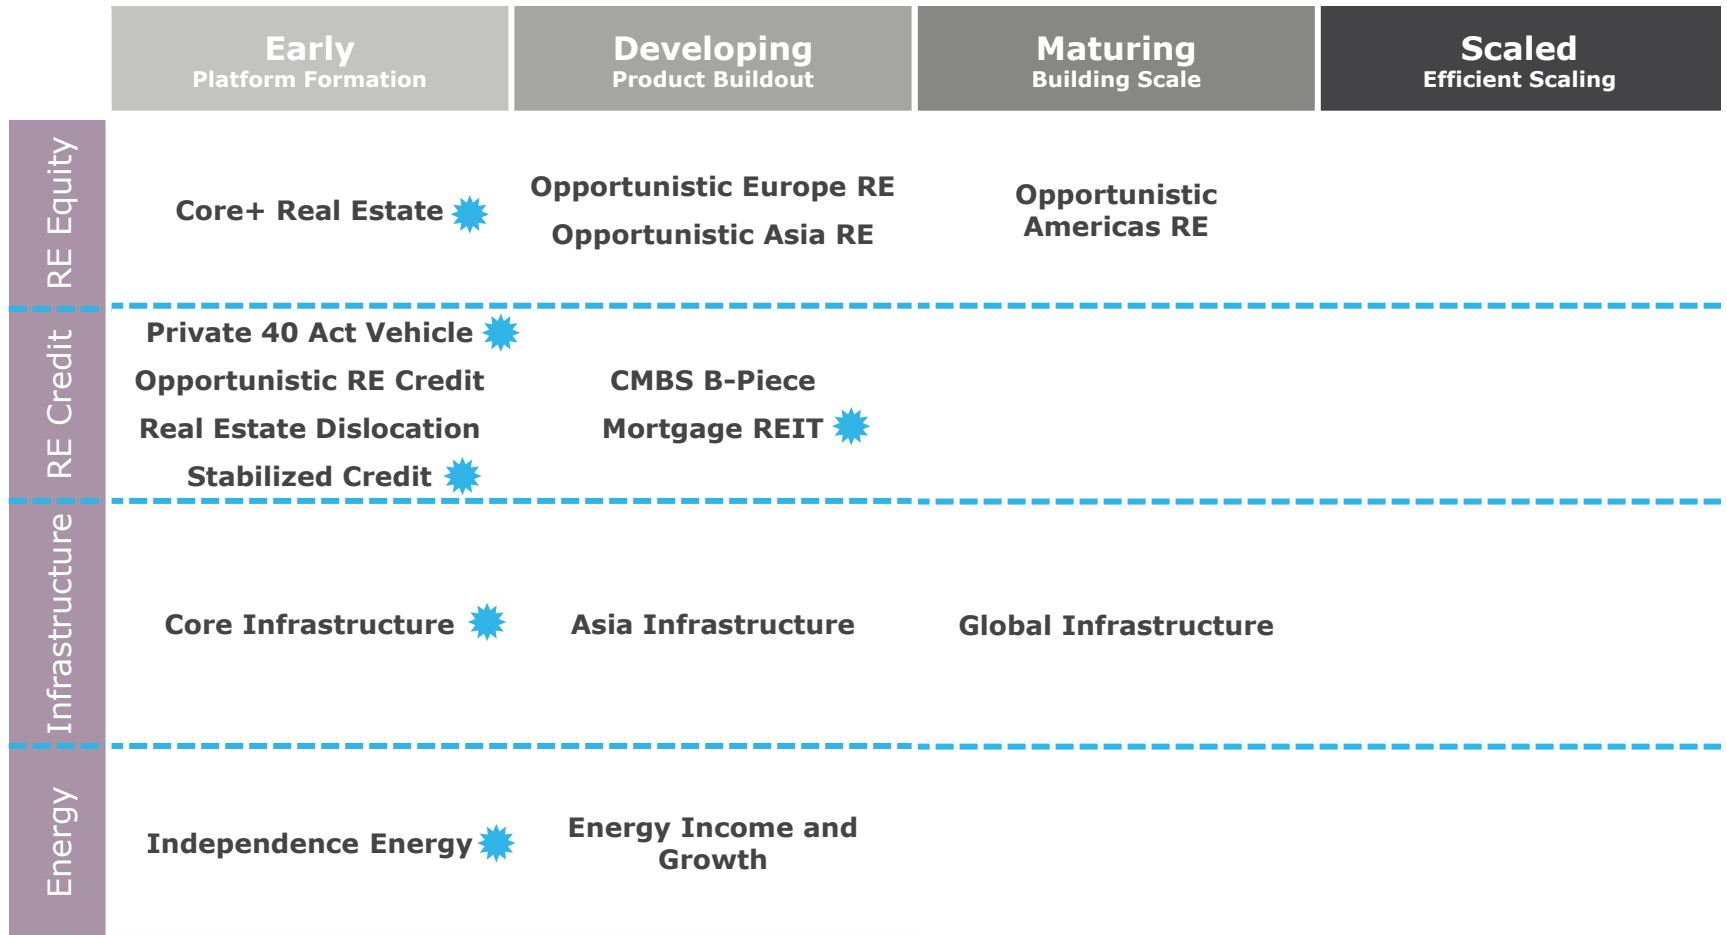 Early
Platform Formation
Developing
Product Buildout
Maturing
Building Scale
Scaled
Efficient Scaling
RE Equity
Core+ Real Estate
Opportunistic Europe RE
Opportunistic Asia RE
Opportunistic
Americas RE
RE Credit
Private 40 Act Vehicle
Opportunistic RE Credit
Real Estate Dislocation
Stabilized Credit
CMBS B-Piece
Mortgage REIT
Infrastructure
Core Infrastructure
Asia Infrastructure
Global Infrastructure
Energy
Independence Energy
Energy Income and
Growth